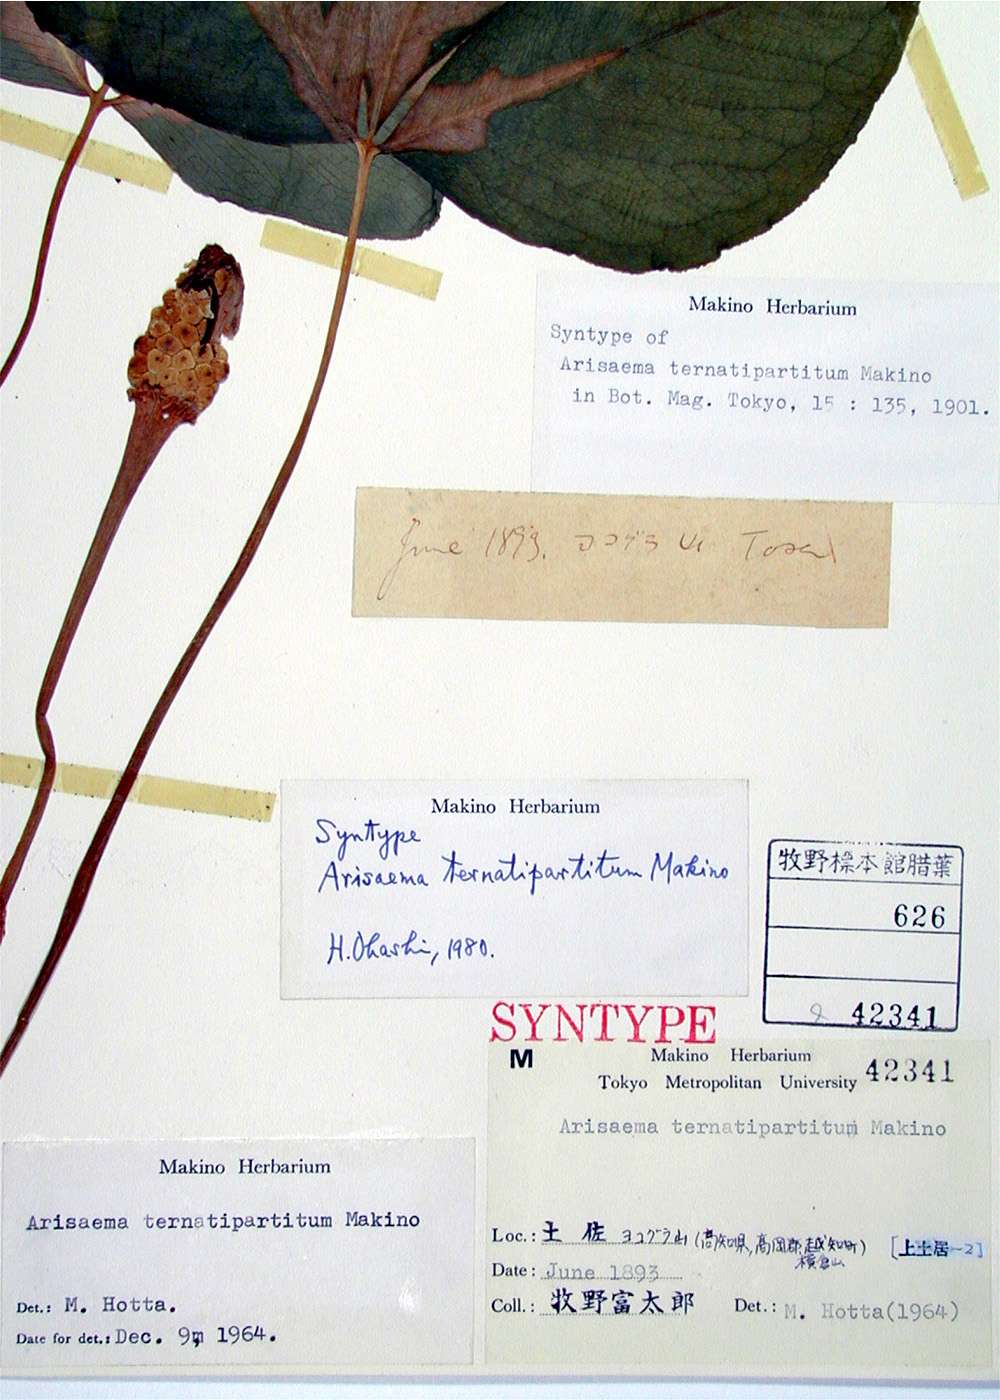 Makino Herbarium
Syntype of
Arisaema ternatipartitum Makino
in Bot. Mag. Tokyo, 15 : 135, 1901.
June 1893. ヨコグラ山 Tosa
Makino Herbarium
Syntype
Arisaema ternatipartitum Makino
H. Ohashi, 1980.
牧野標本館腊葉
626
42341
SYNTYPE
M
Makino Herbarium
Tokyo Metropolitan University
42341
Arisaema ternatipartitum Makino
Loc.: 土佐 ヨコグラ山 (高知県,高岡郡越知町) [上土居-2]
横倉山
Date: June 1893
Coll.: 牧野富太郎 Det.: M. Hotta(1964)
Makino Herbarium
Arisaema ternatipartitum Makino
Det.: M. Hotta.
Date for det.: Dec. 9, 1964.